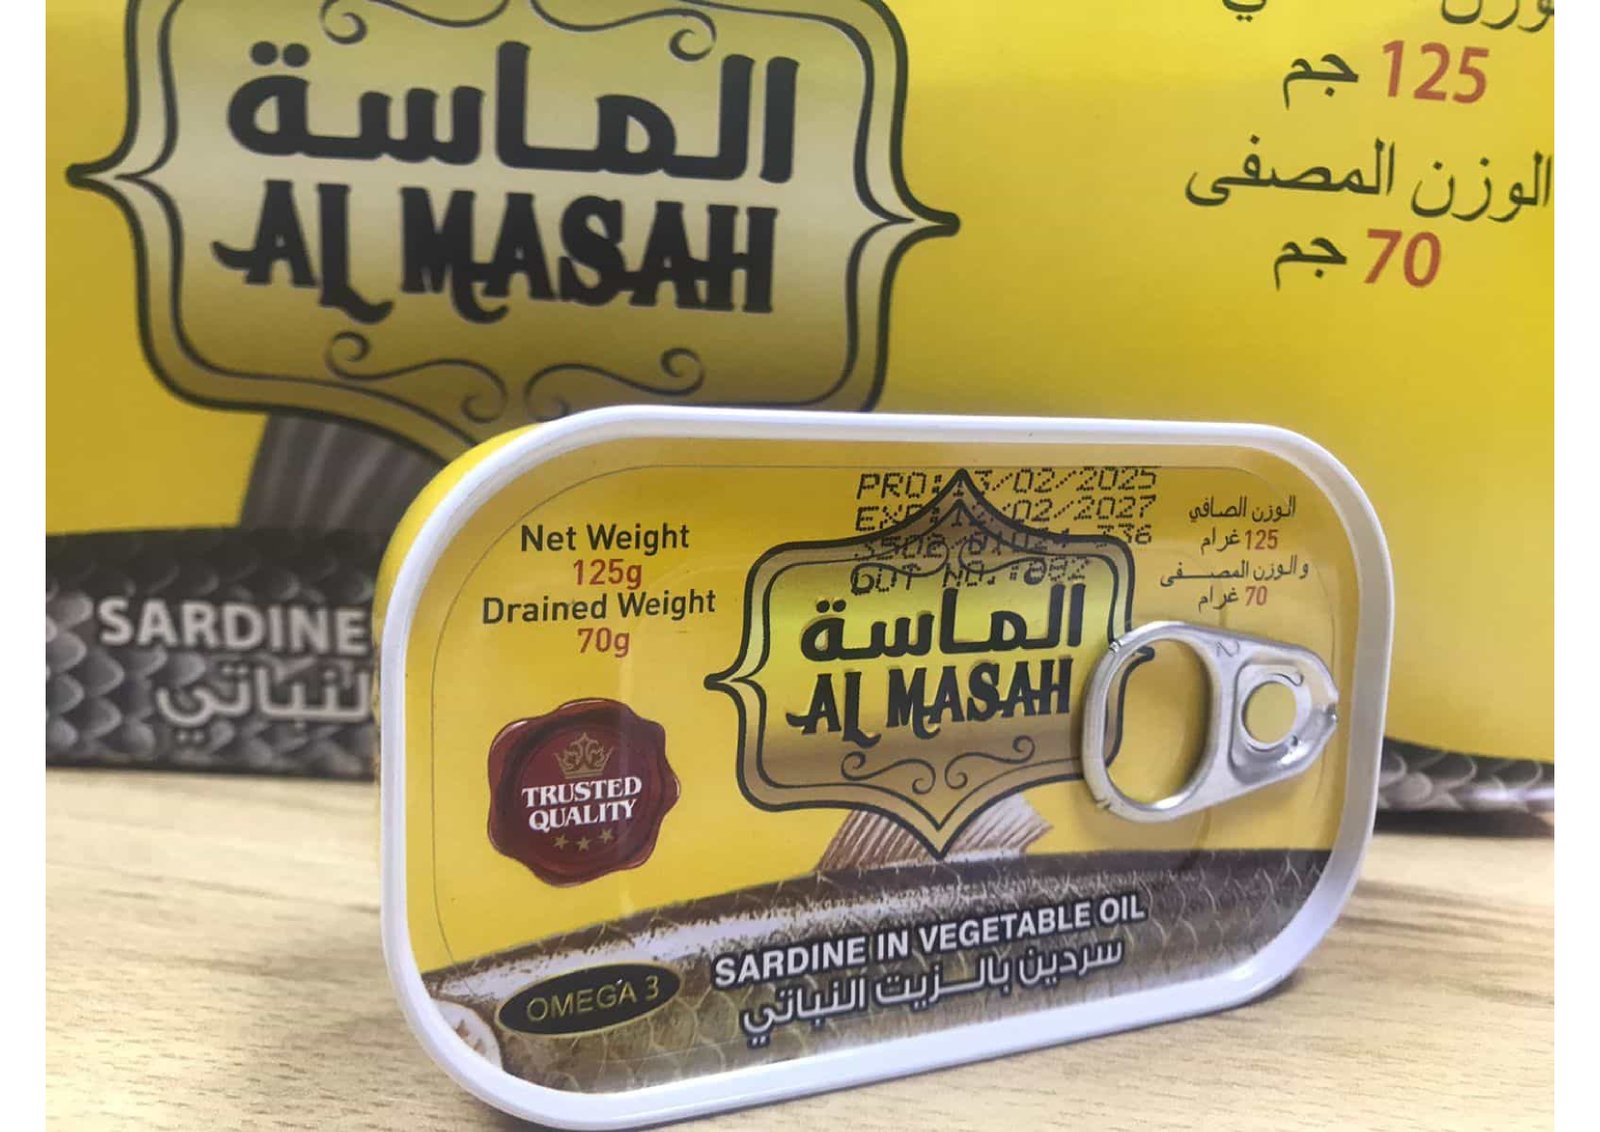 الماسة
AL MASAH
125 جم
الوزن المصفى
70 جم
SARDINE
النباتي
Net Weight
125g
Drained Weight
70g
PRO:13/02/2025
EXP:12/02/2027
الوزن الصافي
125 غرام
والوزن المصفى
70 غرام
الماسة
AL MASAH
TRUSTED
QUALITY
SARDINE IN VEGETABLE OIL
سردين بالزيت النباتي
OMEGA 3